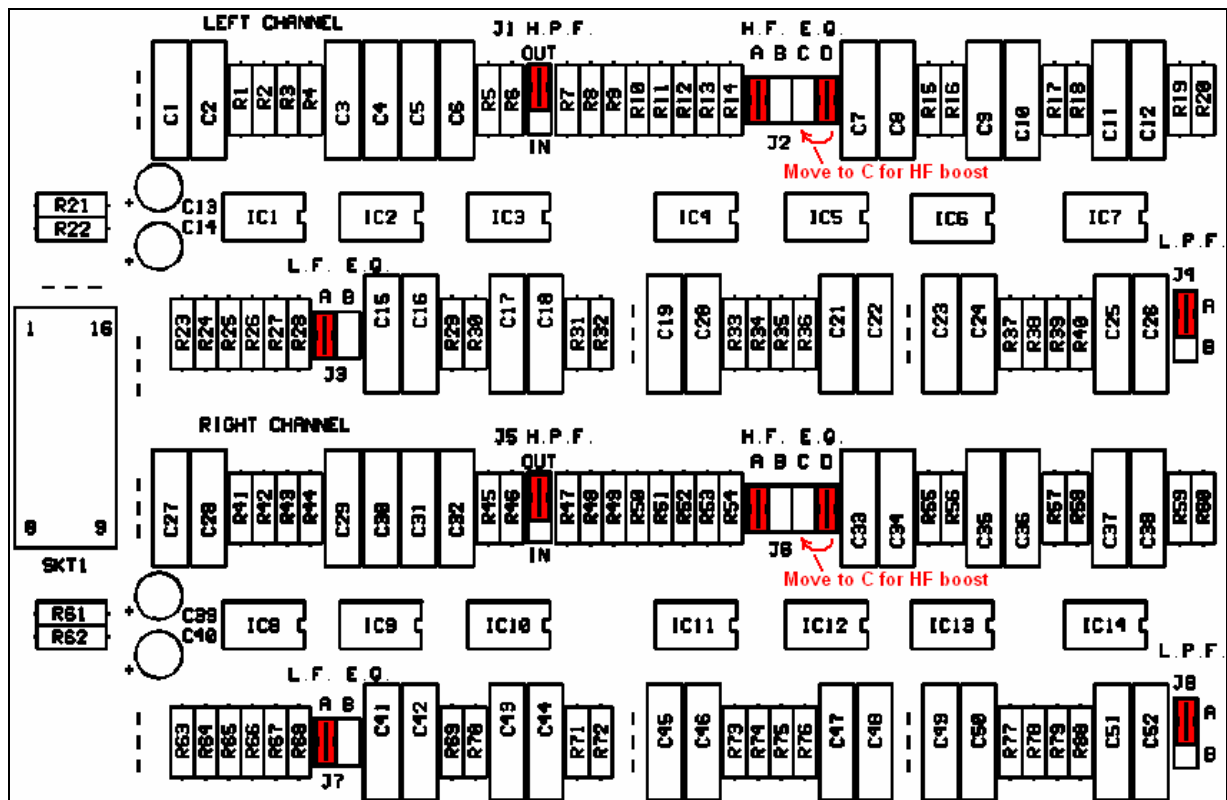 LEFT CHANNEL
J1 H.P.F.
OUT
IN
H.F. E.Q.
A B C D
J2
Move to C for HF boost
C1 C2 R1 R2 R3 R4 C3 C4 C5 C6 R5 R6 R7 R8 R9 R10 R11 R12 R13 R14 C7 C8 R15 R16 C9 C10 R17 R18 C11 C12 R19 R20
R21
R22
+ C13
+ C14
IC1 IC2 IC3 IC4 IC5 IC6 IC7
L.F. E.Q.
A B
J3
L.P.F.
J4
A
B
R23 R24 R25 R26 R27 R28 C15 C16 R29 R30 C17 C18 R31 R32 C19 C20 R33 R34 R35 R36 C21 C22 C23 C24 R37 R38 R39 R40 C25 C26
1 16
8 9
SKT1
RIGHT CHANNEL
J5 H.P.F.
OUT
IN
H.F. E.Q.
A B C D
J6
Move to C for HF boost
C27 C28 R41 R42 R43 R44 C29 C30 C31 C32 R45 R46 R47 R48 R49 R50 R51 R52 R53 R54 C33 C34 R55 R56 C35 C36 R57 R58 C37 C38 R59 R60
R61
R62
+ C39
+ C40
IC8 IC9 IC10 IC11 IC12 IC13 IC14
L.F. E.Q.
A B
J7
L.P.F.
J8
A
B
R63 R64 R65 R66 R67 R68 C41 C42 R69 R70 C43 C44 R71 R72 C45 C46 R73 R74 R75 R76 C47 C48 C49 C50 R77 R78 R79 R80 C51 C52